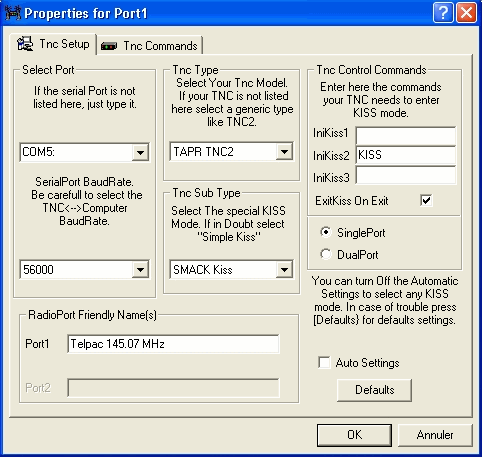 Properties for Port1
Tnc Setup
Tnc Commands
Select Port
If the serial Port is not
listed here, just type it.
COM5:
SerialPort BaudRate.
Be carefull to select the
TNC<-->Computer
BaudRate.
56000
Tnc Type
Select Your Tnc Model.
If your TNC is not listed
here select a generic type
like TNC2.
TAPR TNC2
Tnc Sub Type
Select The special KISS
Mode. If in Doubt select
"Simple Kiss"
SMACK Kiss
Tnc Control Commands
Enter here the commands
your TNC needs to enter
KISS mode.
IniKiss1
IniKiss2 KISS
IniKiss3
ExitKiss On Exit
SinglePort
DualPort
You can turn Off the Automatic
Settings to select any KISS
mode. In case of trouble press
[Defaults} for defaults settings.
RadioPort Friendly Name(s)
Port1 Telpac 145.07 MHz
Port2
Auto Settings
Defaults
OK
Annuler